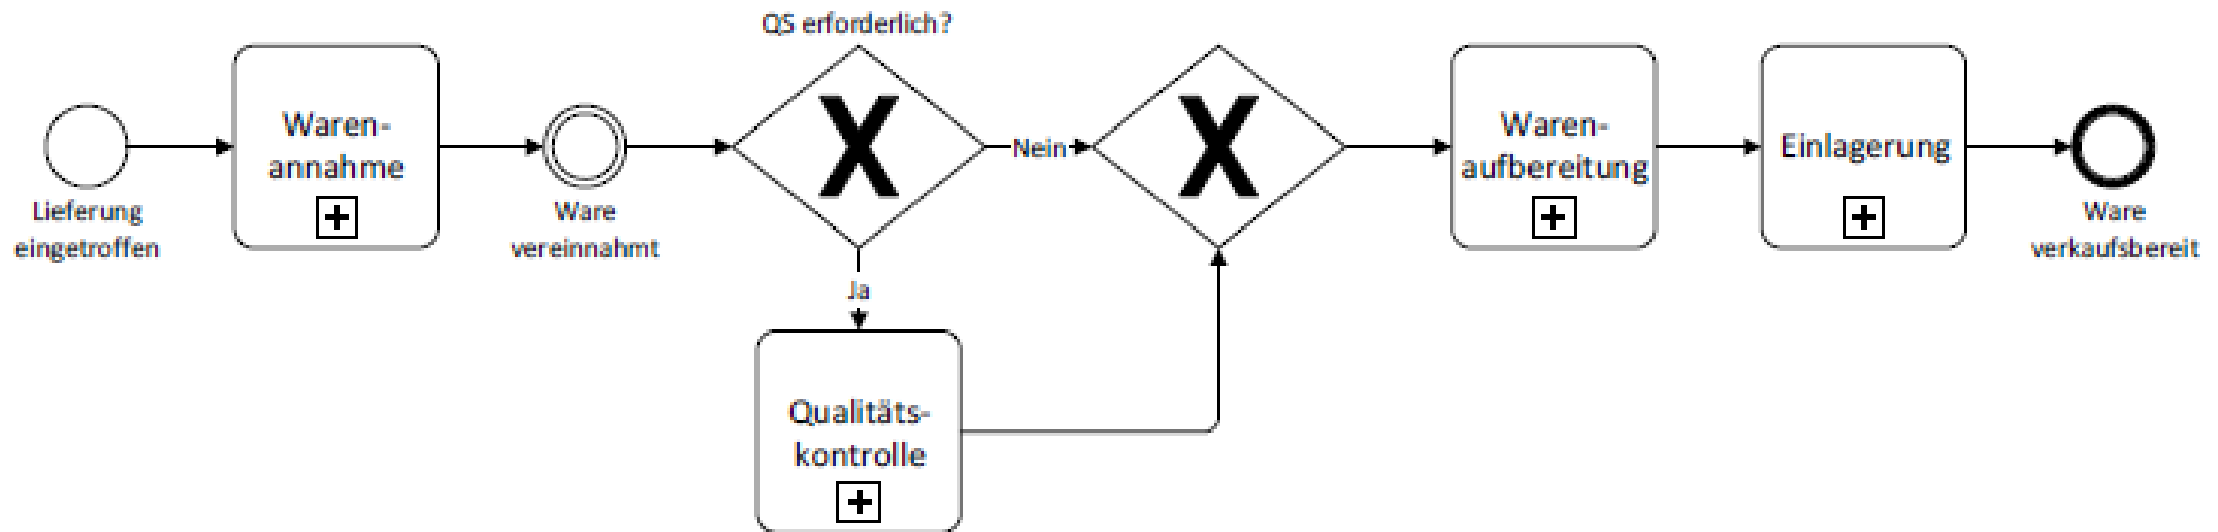 QS erforderlich?
Waren-
annahme
Lieferung
eingetroffen
Ware
vereinnahmt
X
Nein
X
Waren-
aufbereitung
Einlagerung
Ware
verkaufsbereit
Ja
Qualitäts-
kontrolle